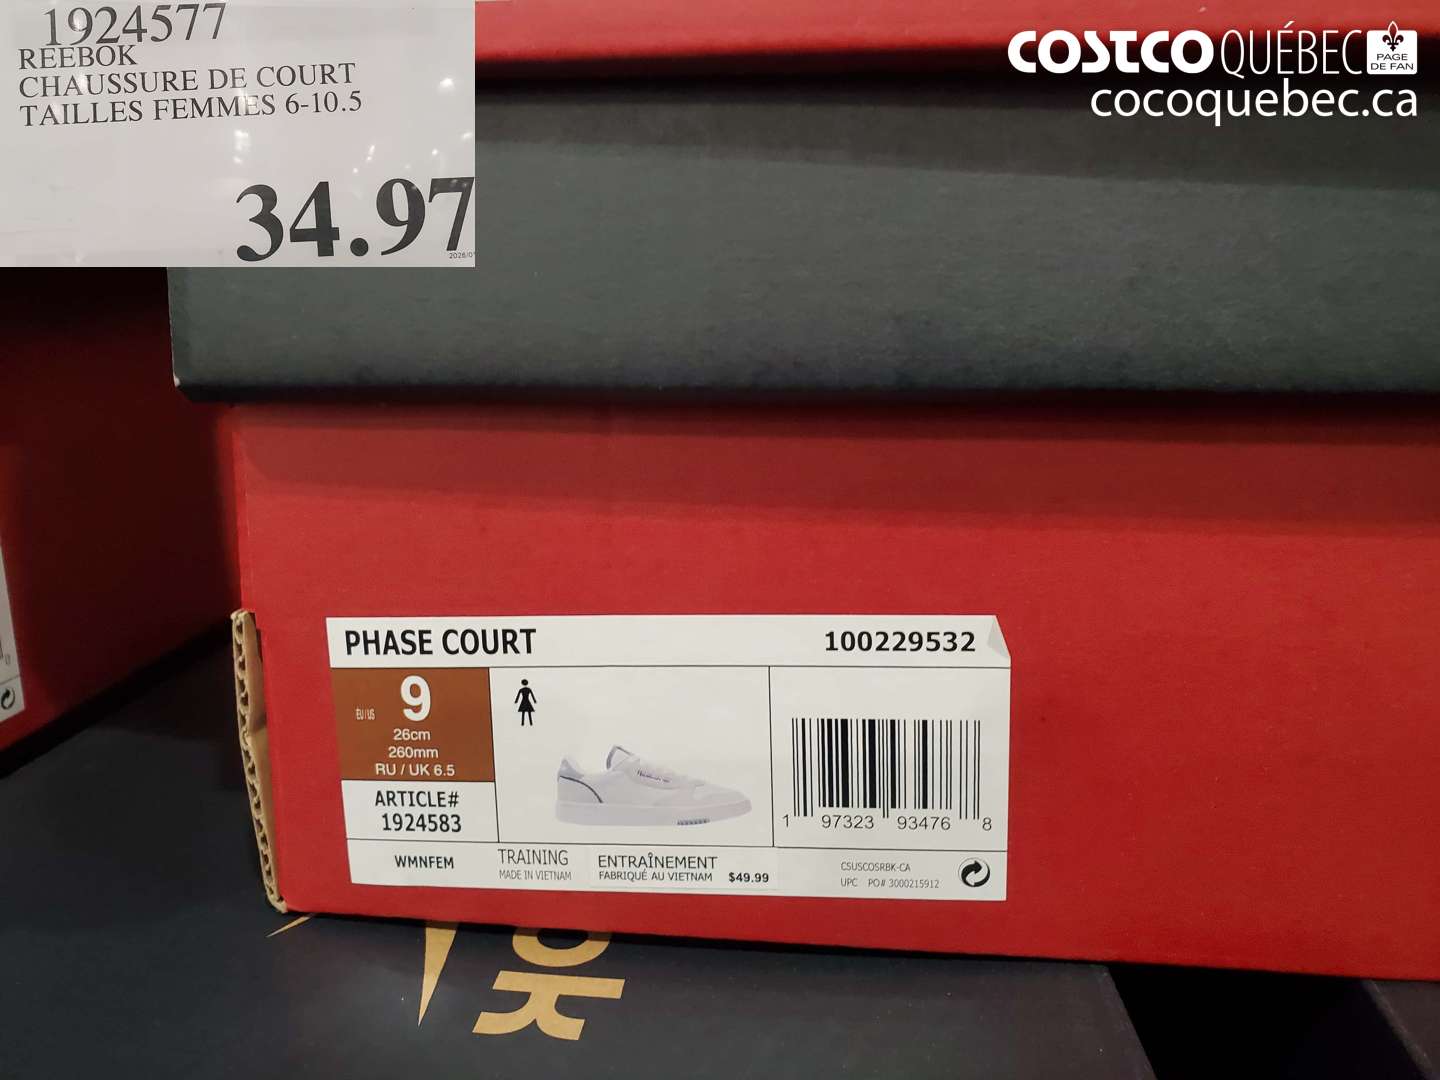 1924577
REEBOK
CHAUSSURE DE COURT
TAILLES FEMMES 6-10.5
34.97
COSTCO QUÉBEC
PAGE
DE FAN
cocoquebec.ca
PHASE COURT
100229532
EU/US
9
26cm
260mm
RU / UK 6.5
ARTICLE#
1924583
1 97323 93476 8
WMNFEM
TRAINING
MADE IN VIETNAM
ENTRAÎNEMENT
FABRIQUÉ AU VIETNAM
$49.99
CSUSCOSRBK-CA
UPC PO# 3000215912
OK